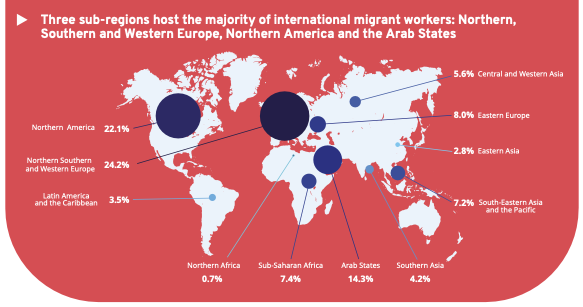 Three sub-regions host the majority of international migrant workers: Northern,
Southern and Western Europe, Northern America and the Arab States
5.6% Central and Western Asia
8.0% Eastern Europe
Northern America 22.1%
2.8% Eastern Asia
Northern Southern
and Western Europe 24.2%
Latin America
and the Caribbean 3.5%
7.2% South-Eastern Asia
and the Pacific
Northern Africa
0.7%
Sub-Saharan Africa
7.4%
Arab States
14.3%
Southern Asia
4.2%